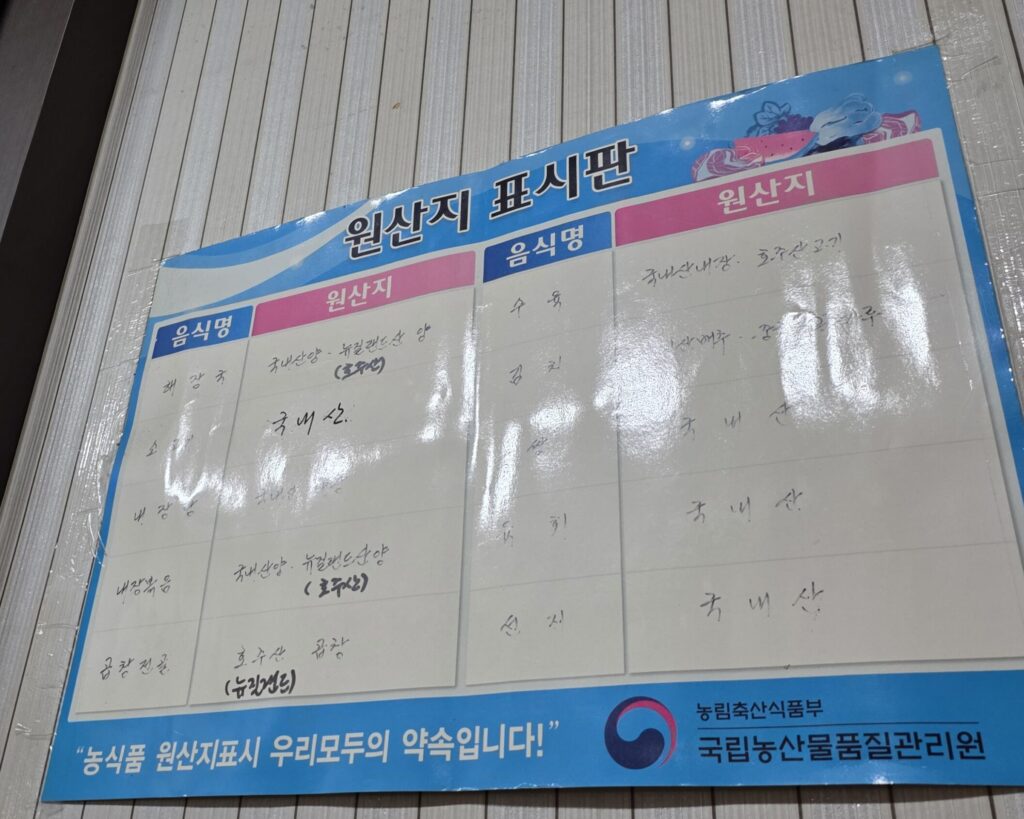 원산지 표시판
음식명 원산지
해장국 국내산양 · 뉴질랜드산 양
(호주산)
국내산
내장탕
내장볶음 국내산양 · 뉴질랜드산양
(호주산)
곱창전골 호주산 곱창
(뉴질랜드)
음식명 원산지
수육 국내산내장 · 호주산고기
김치
쌀 국내산
육회 국내산
선지 국내산
"농식품 원산지표시 우리모두의 약속입니다!"
농림축산식품부
국립농산물품질관리원